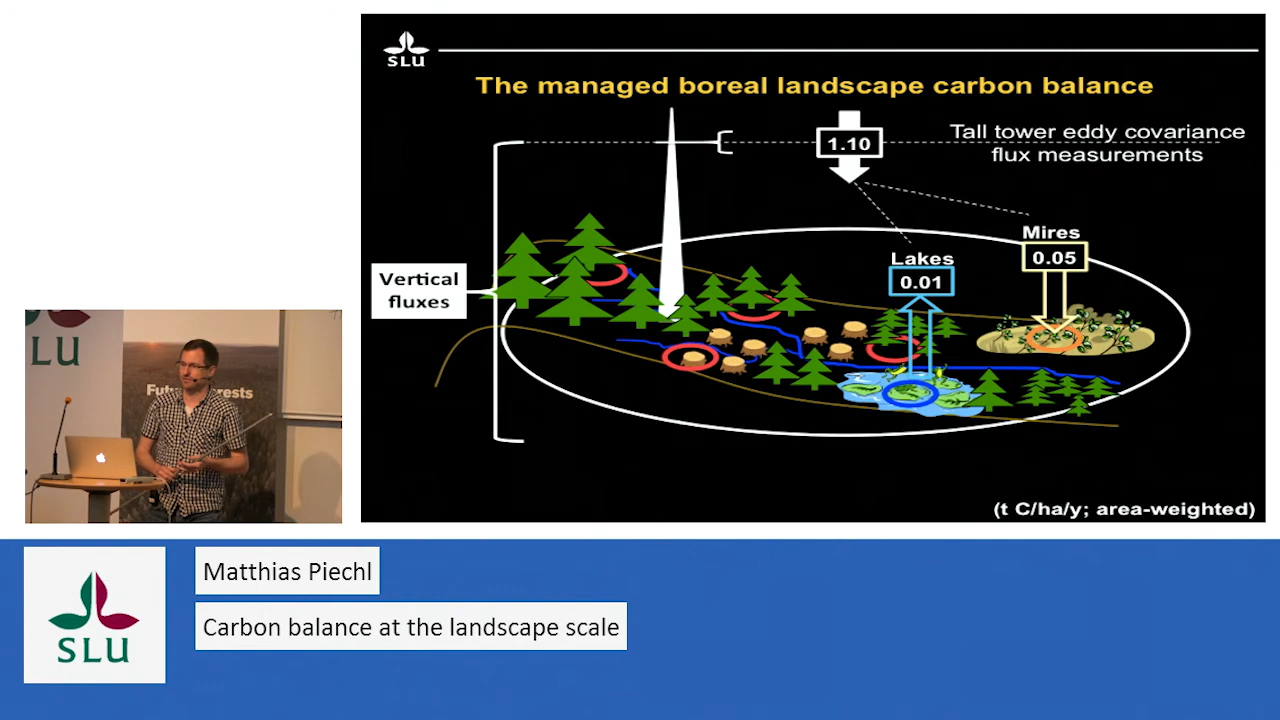 SLU
The managed boreal landscape carbon balance
1.10
Tall tower eddy covariance
flux measurements
Vertical
fluxes
Lakes
0.01
Mires
0.05
(t C/ha/y; area-weighted)
LU
SLU
Matthias Piechl
Carbon balance at the landscape scale